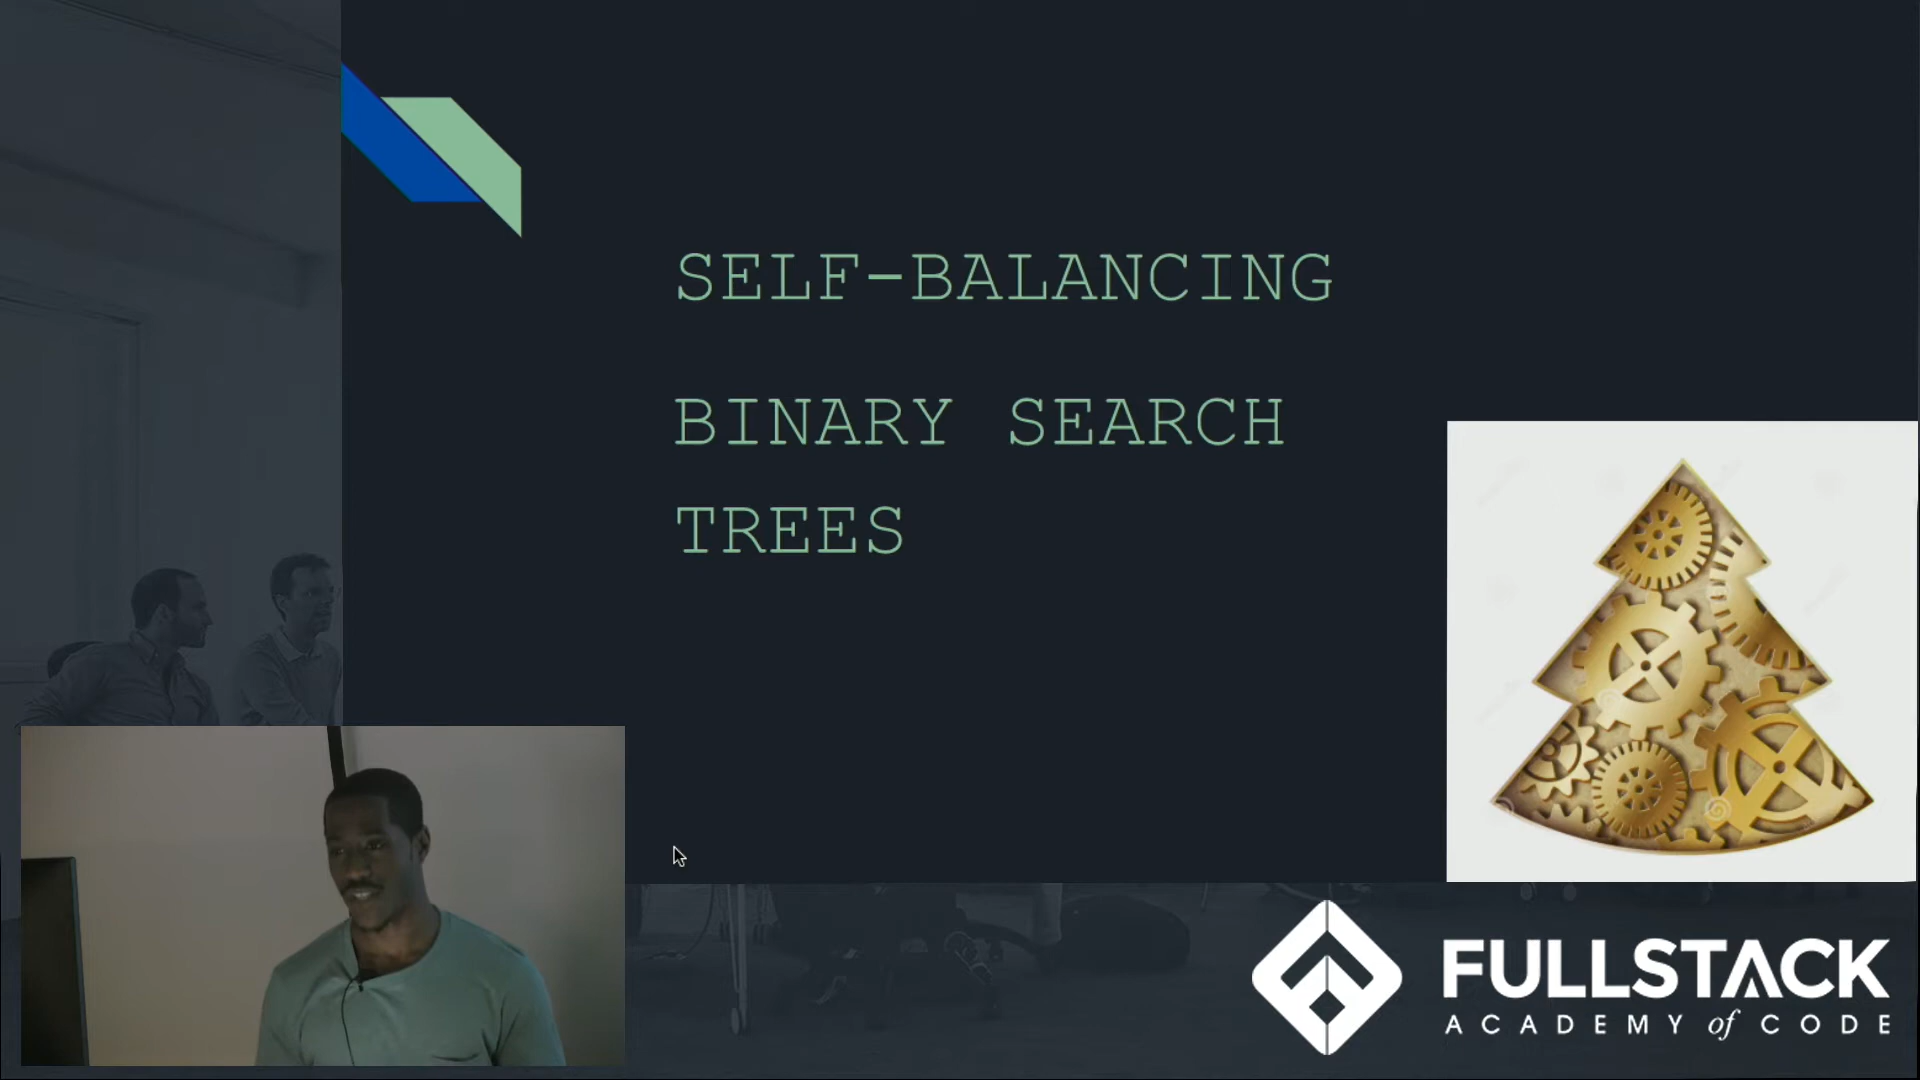 SELF-BALANCING
BINARY SEARCH
TREES
FULLSTACK
ACADEMY of CODE